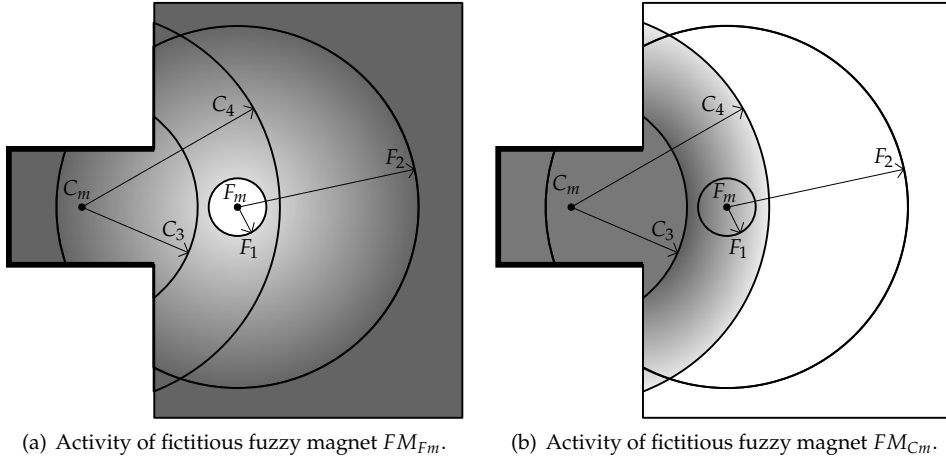 C4
F2
Cm
Fm
C3
F1
C4
F2
Cm
Fm
C3
F1
(a) Activity of fictitious fuzzy magnet FMFm.
(b) Activity of fictitious fuzzy magnet FMCm.